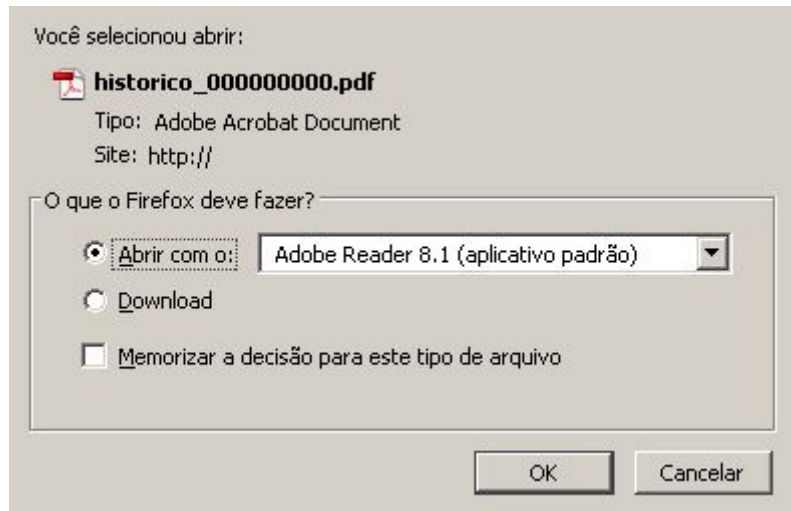 Você selecionou abrir:
historico_000000000.pdf
Tipo: Adobe Acrobat Document
Site: http://
O que o Firefox deve fazer?
Abrir com o: Adobe Reader 8.1 (aplicativo padrão)
Download
Memorizar a decisão para este tipo de arquivo
OK Cancelar